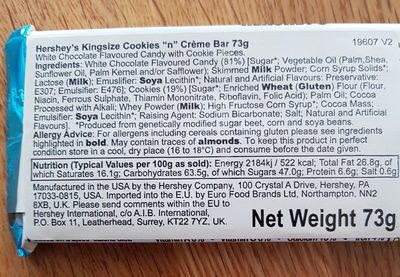 Hershey's Kingsize Cookies "n" Crème Bar 73g 19607 V2
White Chocolate Flavoured Candy with Cookie Pieces.
Ingredients: White Chocolate Flavoured Candy (81%) [Sugar*; Vegetable Oil (Palm,Shea,
Sunflower Oil, Palm Kernel and/or Safflower); Skimmed Milk Powder; Corn Syrup Solids*;
Lactose (Milk); Emulsifier: Soya Lecithin*; Natural and Artificial Flavours: Preservative:
E307; Emulsifier: E476]; Cookies (19%) [Sugar*; Enriched Wheat (Gluten) Flour (Flour,
Niacin, Ferrous Sulphate, Thiamin Mononitrate, Riboflavin, Folic Acid); Palm Oil; Cocoa
Processed with Alkali; Whey Powder (Milk); High Fructose Corn Syrup*; Cocoa Mass;
Emulsifier: Soya Lecithin*; Raising Agent: Sodium Bicarbonate; Salt; Natural and Artificial
Flavours]. *Produced from genetically modified sugar beet, corn and soya beans.
Allergy Advice: For allergens including cereals containing gluten please see ingredients
highlighted in bold. May contain traces of almonds. To keep this product in perfect
condition store in a cool, dry place (16 to 18°C) and consume before the date given.
Nutrition (Typical Values per 100g as sold): Energy 2184kj / 522 kcal; Total Fat 26.8g, of
which Saturates 16.1g; Carbohydrates 63.5g, of which Sugars 47.0g; Protein 6.6g; Salt 0.6g
Manufactured in the USA by the Hershey Company, 100 Crystal A Drive, Hershey, PA
17033-0815, USA. Imported into the E.U. by Euro Food Brands Ltd, Northampton, NN2
8XB, U.K. Please send comments within the EU to
Hershey International, c/o A.I.B. International,
P.O. Box 11, Leatherhead, Surrey, KT22 7YZ, UK.
Net Weight 73g